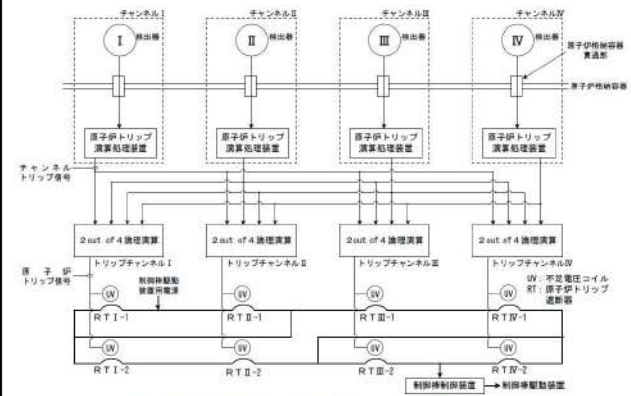 チャンネルⅠ
チャンネルⅡ
チャンネルⅢ
チャンネルⅣ
Ⅰ
検出器
Ⅱ
検出器
Ⅲ
検出器
Ⅳ
検出器
原子炉格納容器
貫通部
原子炉格納容器
原子炉トリップ
演算処理装置
原子炉トリップ
演算処理装置
原子炉トリップ
演算処理装置
原子炉トリップ
演算処理装置
チャンネル
トリップ信号
2 out of 4 論理演算
2 out of 4 論理演算
2 out of 4 論理演算
2 out of 4 論理演算
トリップチャンネルⅠ
トリップチャンネルⅡ
トリップチャンネルⅢ
トリップチャンネルⅣ
原子炉
トリップ信号
制御棒駆動
装置用電源
UV:不足電圧コイル
RT:原子炉トリップ
遮断器
UV
UV
UV
UV
RTⅠ-1
RTⅡ-1
RTⅢ-1
RTⅣ-1
UV
UV
UV
UV
RTⅠ-2
RTⅡ-2
RTⅢ-2
RTⅣ-2
制御棒制御装置
制御棒駆動装置